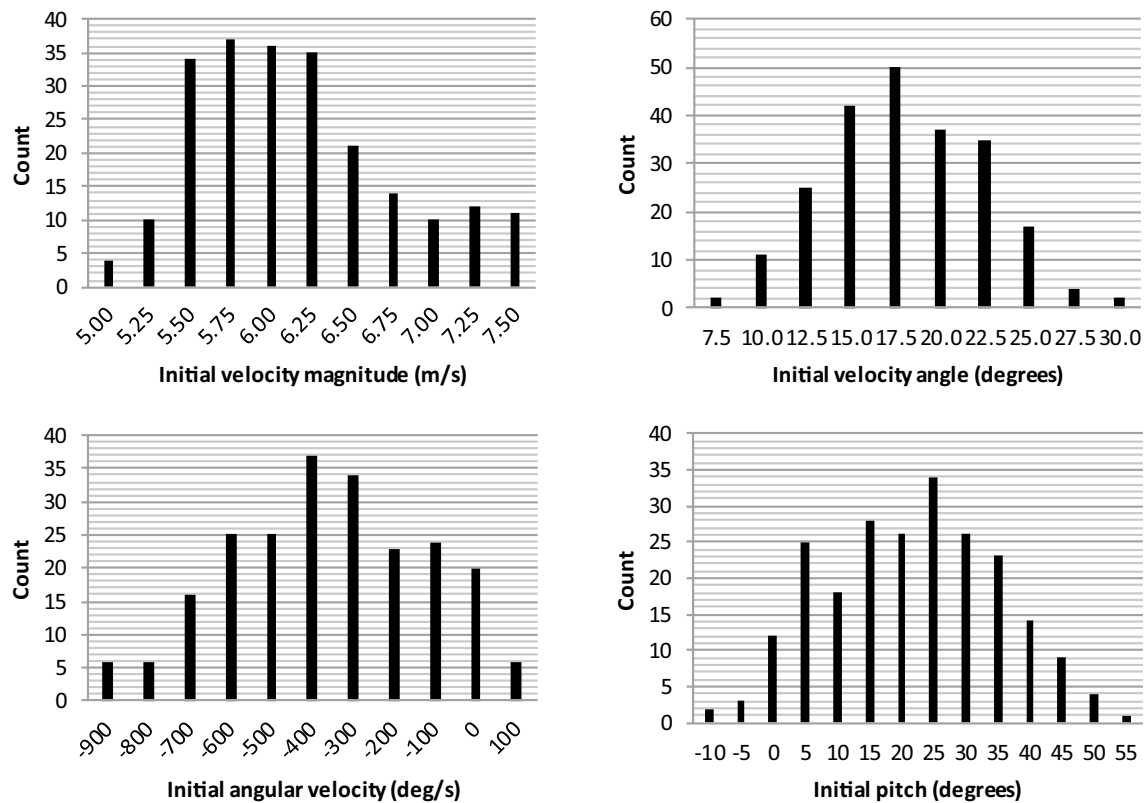 40
35
30
25
20
15
10
5
0
Count
5.00 5.25 5.50 5.75 6.00 6.25 6.50 6.75 7.00 7.25 7.50
Initial velocity magnitude (m/s)
60
50
40
30
20
10
0
Count
7.5 10.0 12.5 15.0 17.5 20.0 22.5 25.0 27.5 30.0
Initial velocity angle (degrees)
40
35
30
25
20
15
10
5
0
Count
-900 -800 -700 -600 -500 -400 -300 -200 -100 0 100
Initial angular velocity (deg/s)
40
35
30
25
20
15
10
5
0
Count
-10 -5 0 5 10 15 20 25 30 35 40 45 50 55
Initial pitch (degrees)